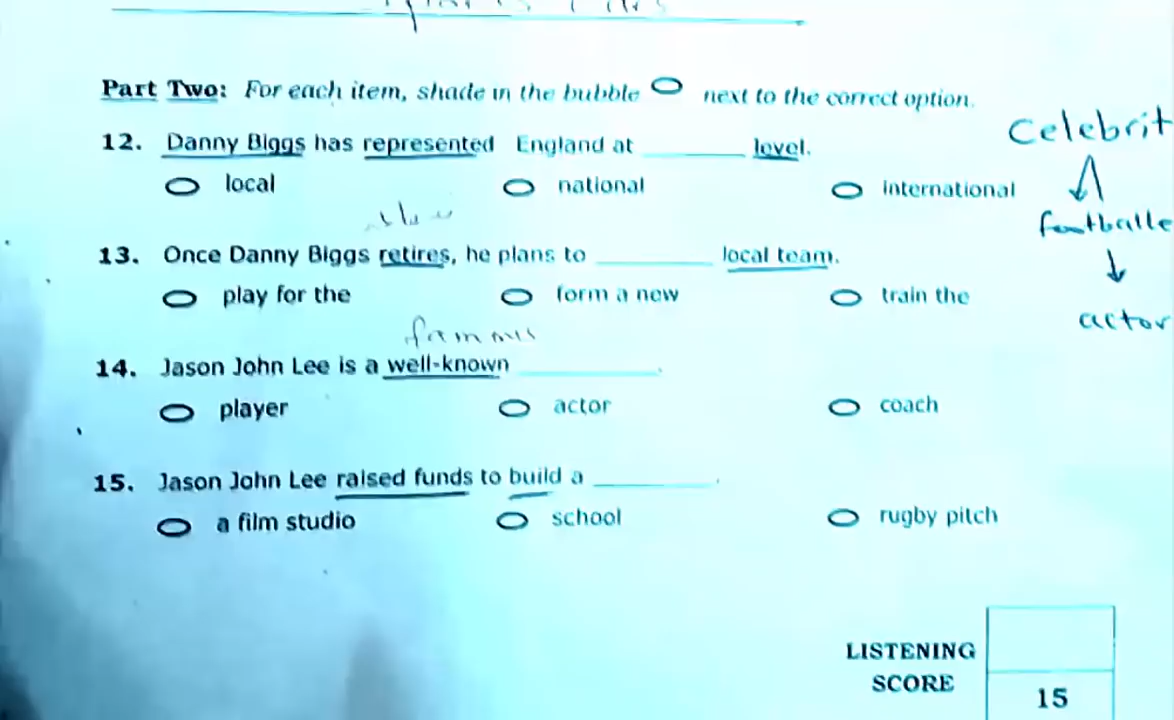 Part Two: For each item, shade in the bubble next to the correct option.
12. Danny Biggs has represented England at ________ level.
local national international
13. Once Danny Biggs retires, he plans to ________ local team.
play for the form a new train the
famous
14. Jason John Lee is a well-known ________.
player actor coach
15. Jason John Lee raised funds to build a ________.
a film studio school rugby pitch
Celebrit
footballe
actor
LISTENING
SCORE
15